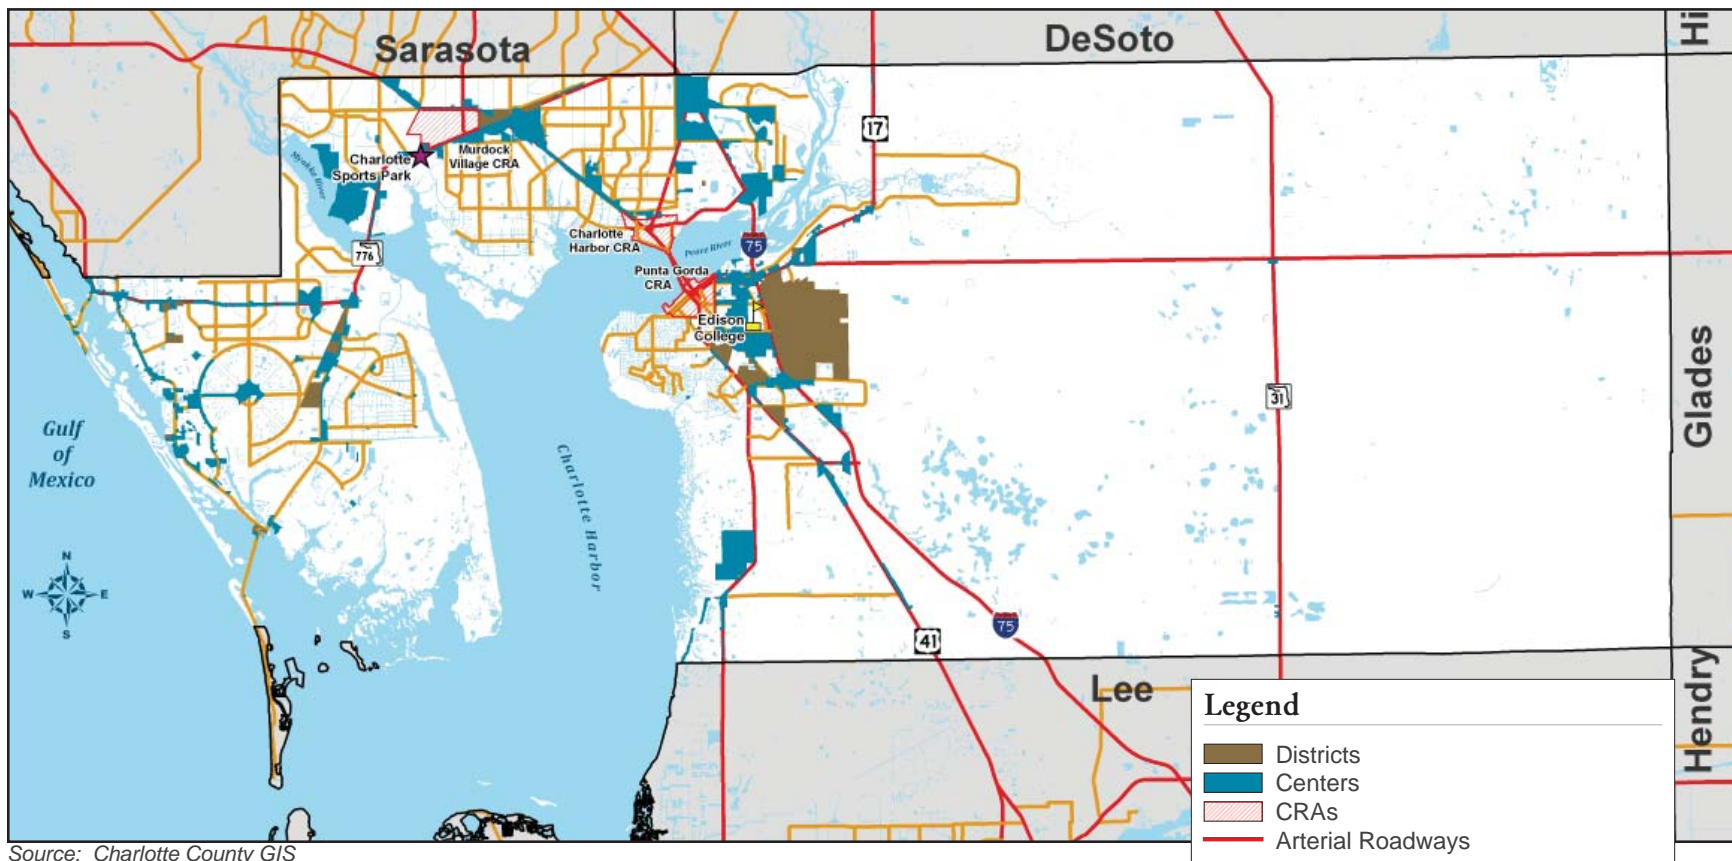 Sarasota
DeSoto
Hi
17
Myakka River
Charlotte
Sports Park
Murdock
Village CRA
Charlotte
Harbor CRA
Peace River
75
776
Punta Gorda
CRA
Edison
College
Glades
31
Gulf
of
Mexico
Charlotte Harbor
N
W E
S
75
41
Lee
Hendry
Legend
Districts
Centers
CRAs
Arterial Roadways
Source: Charlotte County GIS